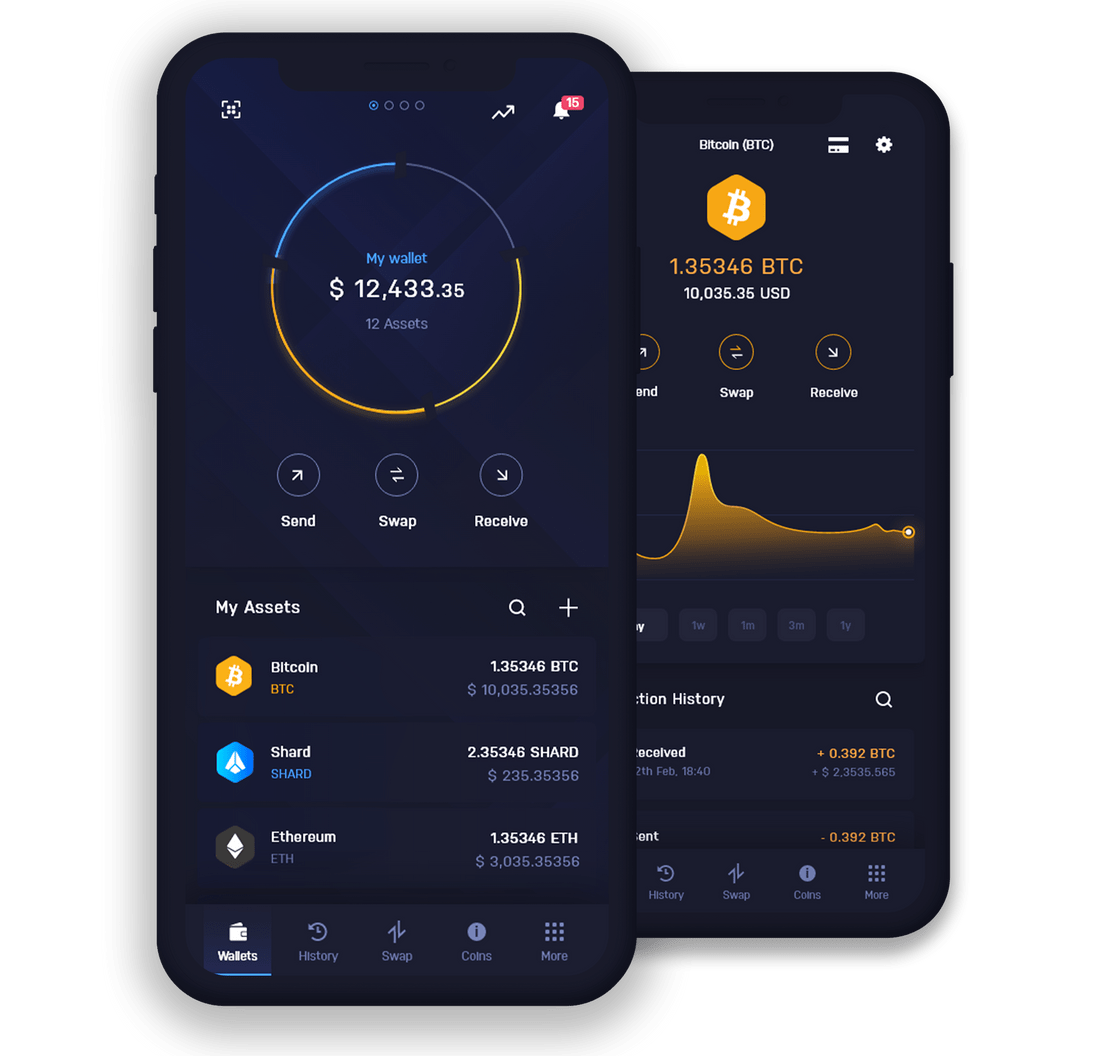 15
My wallet
$ 12,433.35
12 Assets
Send
Swap
Receive
My Assets
Bitcoin
1.35346 BTC
BTC
$ 10,035.35356
Shard
2.35346 SHARD
SHARD
$ 235.35356
Ethereum
1.35346 ETH
ETH
$ 3,035.35356
Wallets
History
Swap
Coins
More
Bitcoin (BTC)
1.35346 BTC
10,035.35 USD
end
Swap
Receive
y
1w
1m
3m
1y
ction History
eceived
+ 0.392 BTC
2th Feb, 18:40
+ $ 2,3535.565
ent
- 0.392 BTC
History
Swap
Coins
More